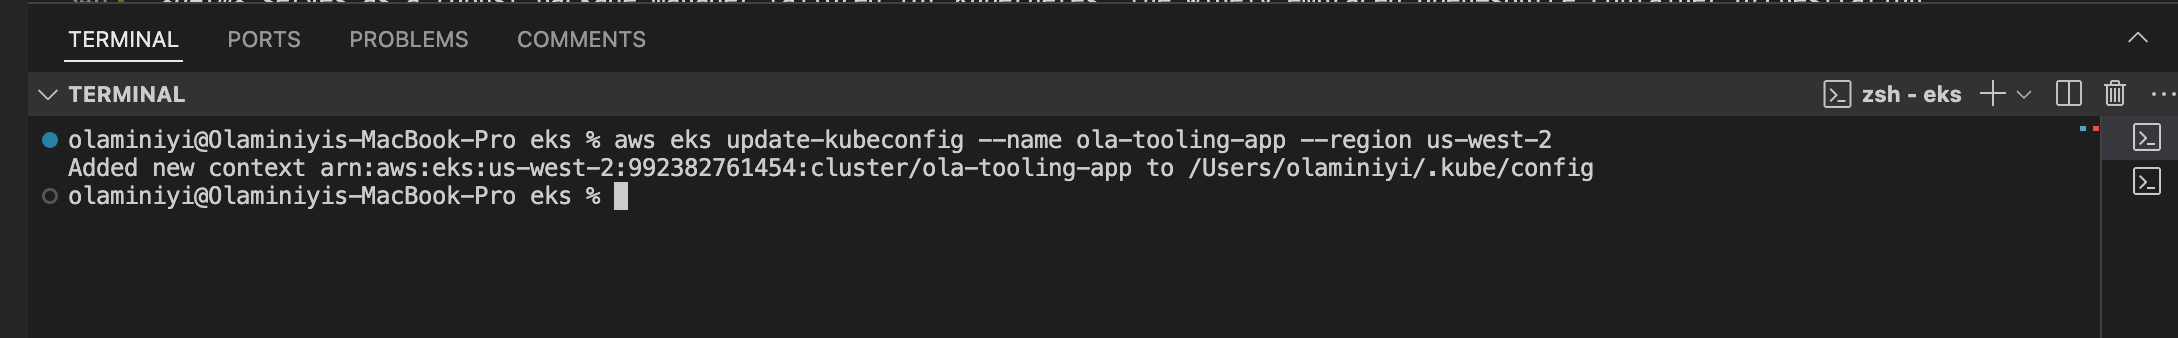 TERMINAL PORTS PROBLEMS COMMENTS
TERMINAL zsh - eks
olaminiyi@Olaminiyis-MacBook-Pro eks % aws eks update-kubeconfig --name ola-tooling-app --region us-west-2
Added new context arn:aws:eks:us-west-2:992382761454:cluster/ola-tooling-app to /Users/olaminiyi/.kube/config
olaminiyi@Olaminiyis-MacBook-Pro eks %